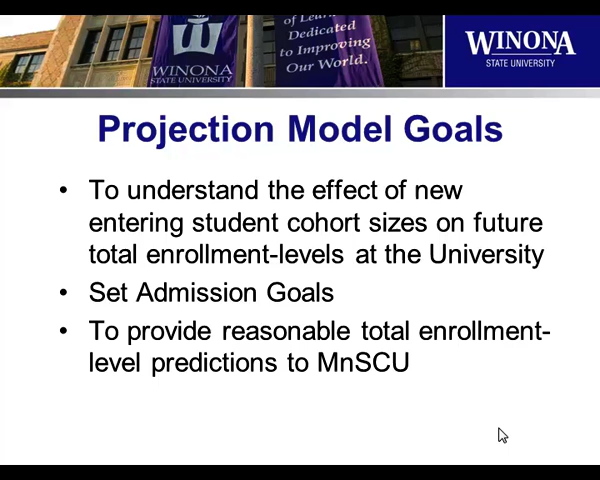 of Learn
Dedicated
to Improving
Our World.
WINONA
STATE UNIVERSITY
WINONA
STATE UNIVERSITY
Projection Model Goals
• To understand the effect of new
entering student cohort sizes on future
total enrollment-levels at the University
• Set Admission Goals
• To provide reasonable total enrollment-
level predictions to MnSCU